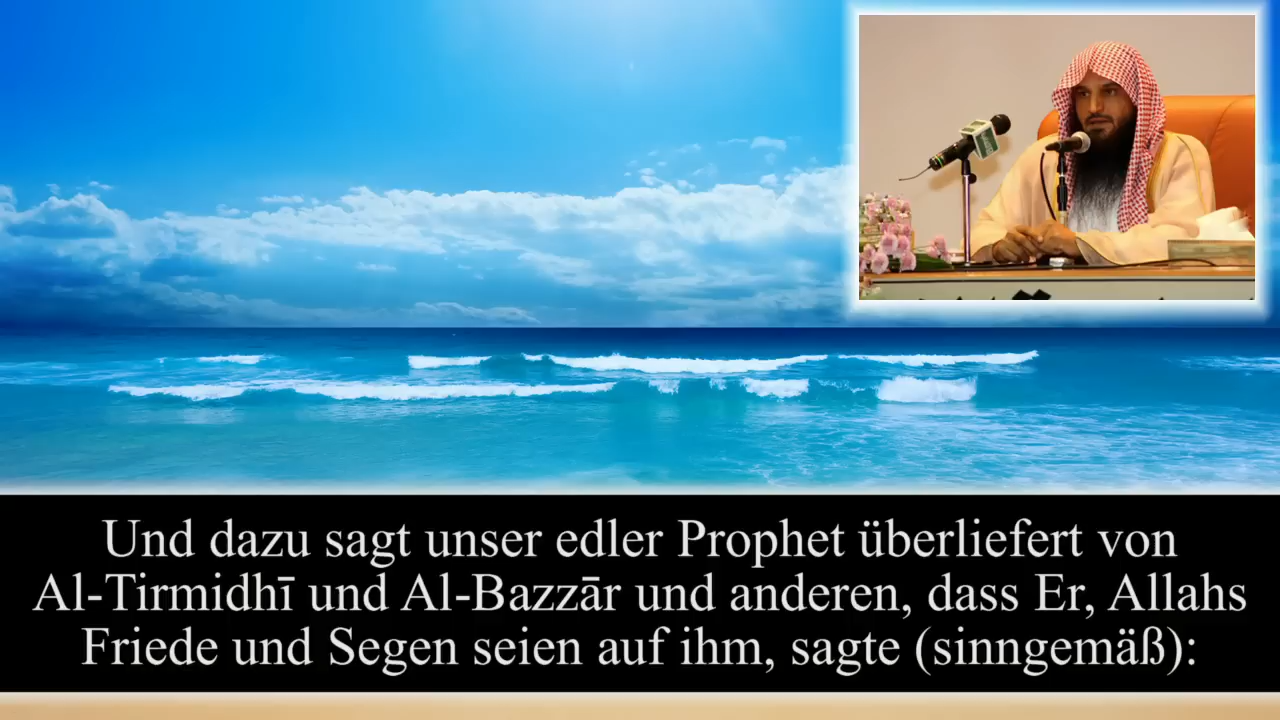 Und dazu sagt unser edler Prophet überliefert von
Al-Tirmidhī und Al-Bazzār und anderen, dass Er, Allahs
Friede und Segen seien auf ihm, sagte (sinngemäß):